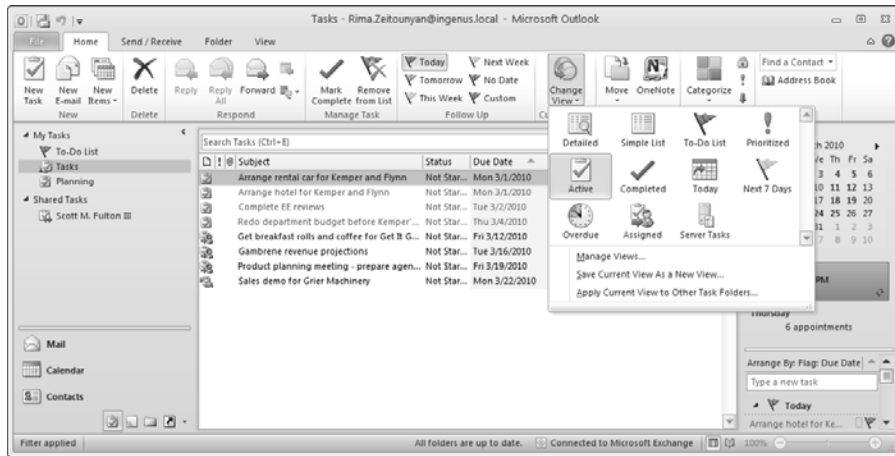 Tasks - Rima.Zeitounyan@ingenus.local - Microsoft Outlook
File Home Send / Receive Folder View
New Task New E-mail New Items
New
Delete
Delete
Reply Reply All Forward
Respond
Mark Complete Remove from List
Manage Task
Today Next Week
Tomorrow No Date
This Week Custom
Follow Up
Change View
Move OneNote
Categorize
Find a Contact
Address Book
My Tasks
To-Do List
Tasks
Planning
Shared Tasks
Scott M. Fulton III
Search Tasks (Ctrl+E)
Subject Status Due Date
Arrange rental car for Kemper and Flynn Not Star... Mon 3/1/2010
Arrange hotel for Kemper and Flynn Not Star... Mon 3/1/2010
Complete EE reviews Not Star... Tue 3/2/2010
Redo department budget before Kemper'... Not Star... Thu 3/4/2010
Get breakfast rolls and coffee for Get It G... Not Star... Fri 3/12/2010
Gambrene revenue projections Not Star... Tue 3/16/2010
Product planning meeting - prepare agen... Not Star... Fri 3/19/2010
Sales demo for Grier Machinery Not Star... Mon 3/22/2010
Detailed Simple List To-Do List Prioritized
Active Completed Today Next 7 Days
Overdue Assigned Server Tasks
Manage Views...
Save Current View As a New View...
Apply Current View to Other Task Folders...
2010
Th Fr Sa
3 4 5 6
10 11 12 13
17 18 19 20
24 25 26 27
31 1 2 3
7 8 9 10
PM
Thursday
6 appointments
Arrange By: Flag: Due Date
Type a new task
Today
Arrange hotel for Ke...
Mail
Calendar
Contacts
Filter applied
All folders are up to date. Connected to Microsoft Exchange 100%